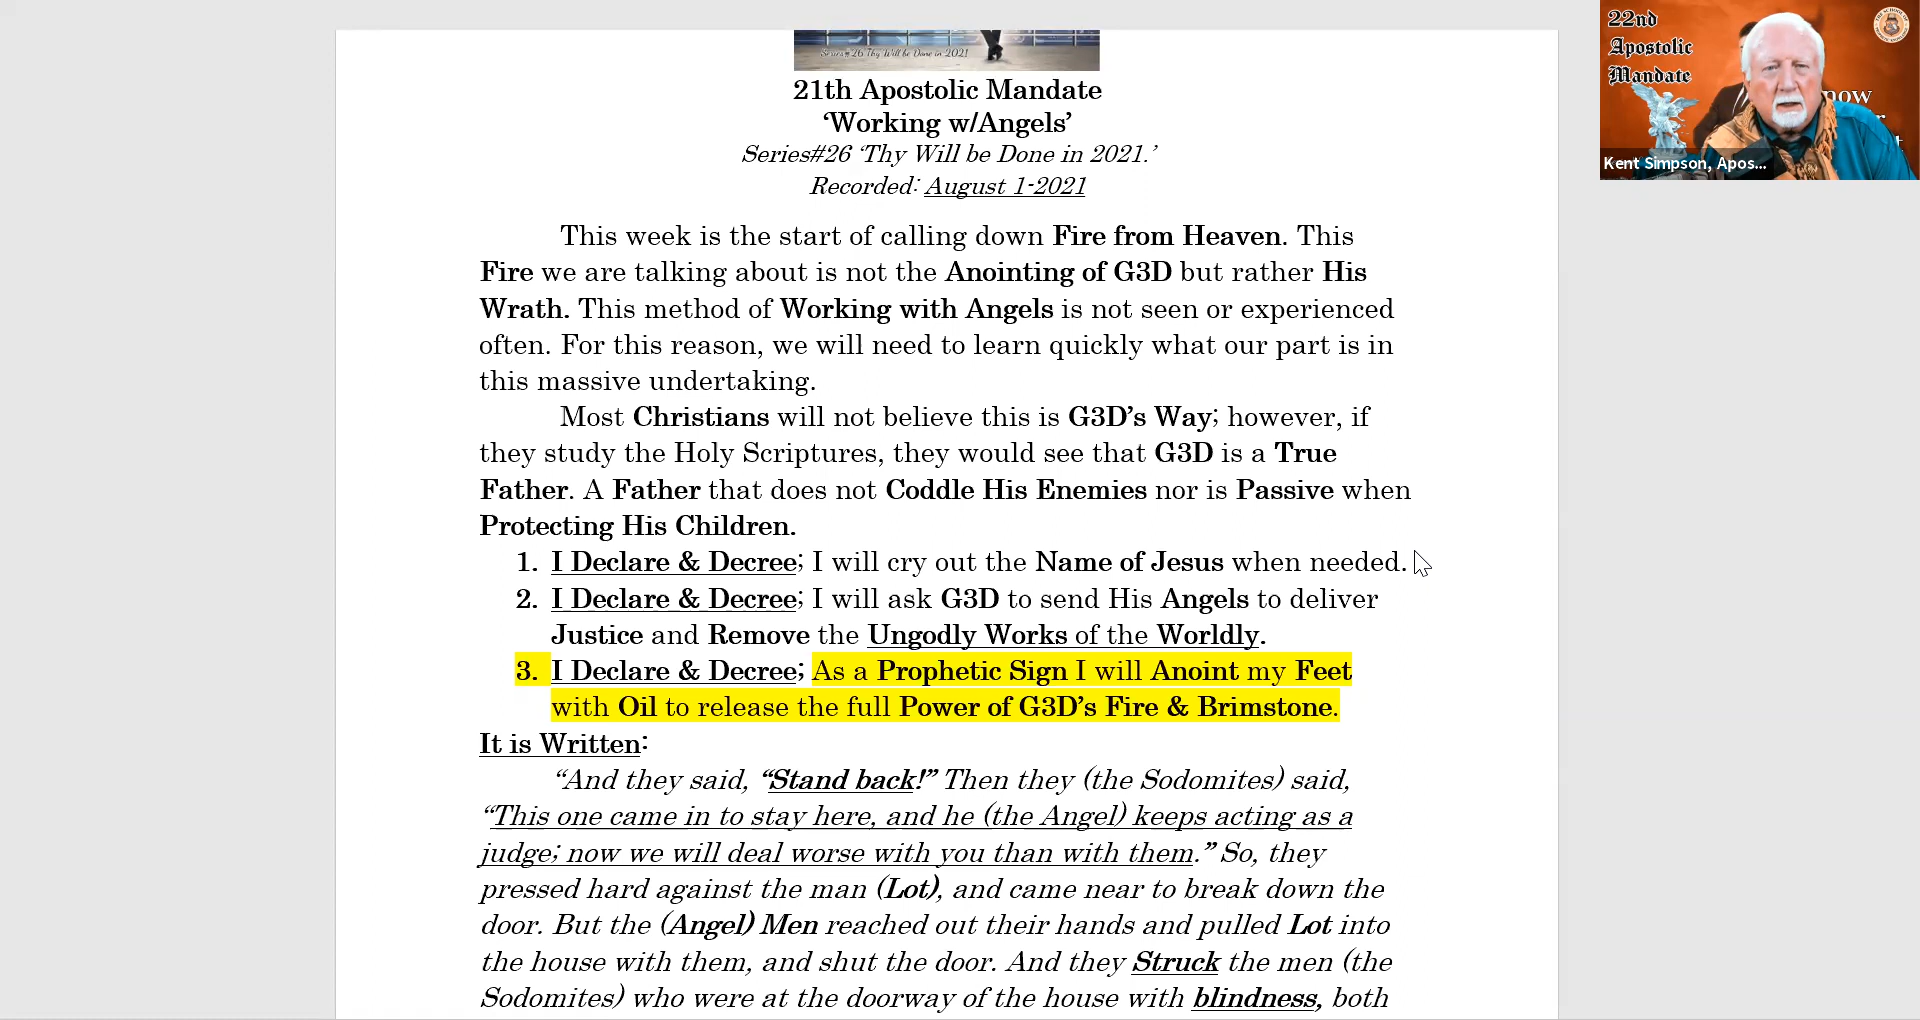 Series#26 Thy Will be Done in 2021
21th Apostolic Mandate
‘Working w/Angels’
Series#26 ‘Thy Will be Done in 2021.’
Recorded: August 1-2021
This week is the start of calling down Fire from Heaven. This
Fire we are talking about is not the Anointing of G3D but rather His
Wrath. This method of Working with Angels is not seen or experienced
often. For this reason, we will need to learn quickly what our part is in
this massive undertaking.
Most Christians will not believe this is G3D’s Way; however, if
they study the Holy Scriptures, they would see that G3D is a True
Father. A Father that does not Coddle His Enemies nor is Passive when
Protecting His Children.
1. I Declare & Decree; I will cry out the Name of Jesus when needed.
2. I Declare & Decree; I will ask G3D to send His Angels to deliver
Justice and Remove the Ungodly Works of the Worldly.
3. I Declare & Decree; As a Prophetic Sign I will Anoint my Feet
with Oil to release the full Power of G3D’s Fire & Brimstone.
It is Written:
“And they said, “Stand back!” Then they (the Sodomites) said,
“This one came in to stay here, and he (the Angel) keeps acting as a
judge; now we will deal worse with you than with them.” So, they
pressed hard against the man (Lot), and came near to break down the
door. But the (Angel) Men reached out their hands and pulled Lot into
the house with them, and shut the door. And they Struck the men (the
Sodomites) who were at the doorway of the house with blindness, both
22nd
Apostolic
Mandate
Kent Simpson, Apos...